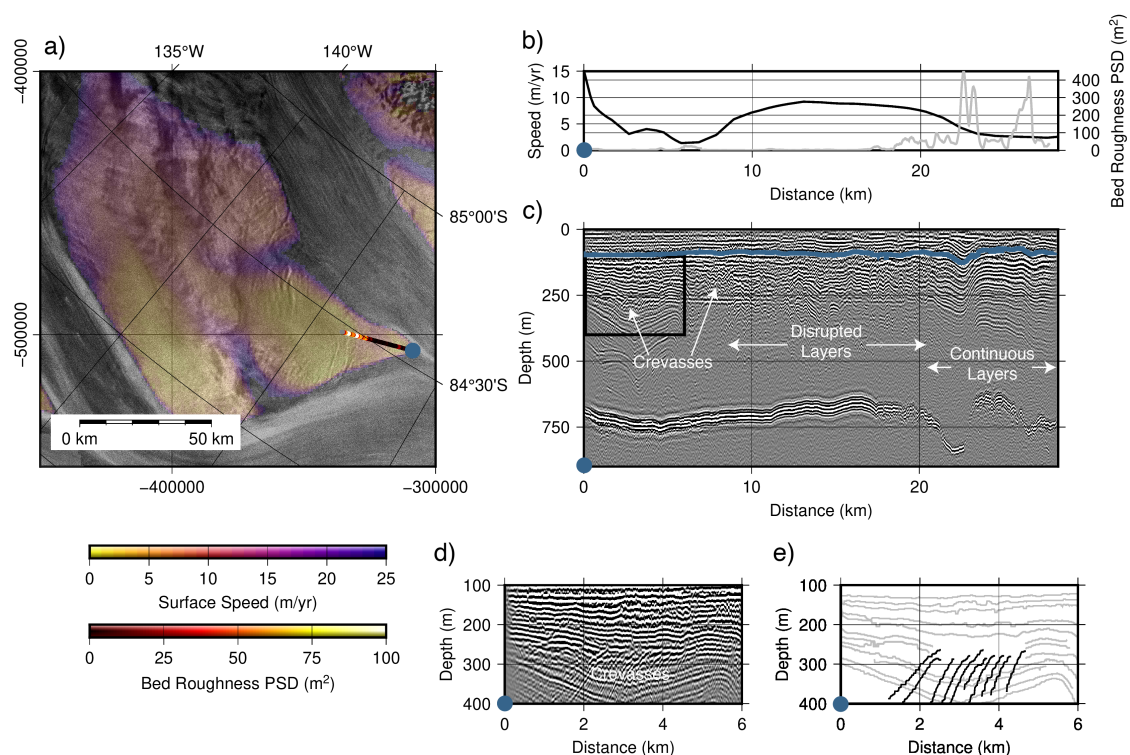 a)
135°W
140°W
−400000
−500000
85°00'S
84°30'S
0 km
50 km
−400000
−300000
0
5
10
15
20
25
Surface Speed (m/yr)
0
25
50
75
100
Bed Roughness PSD (m²)
b)
Speed (m/yr)
15
10
5
0
400
300
200
100
0
Bed Roughness PSD (m²)
0
10
20
Distance (km)
c)
Depth (m)
0
250
500
750
Crevasses
Disrupted
Layers
Continuous
Layers
0
10
20
Distance (km)
d)
Depth (m)
100
200
300
400
Crevasses
0
2
4
6
Distance (km)
e)
Depth (m)
100
200
300
400
0
2
4
6
Distance (km)